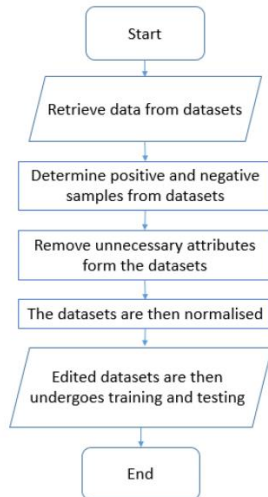 Start
Retrieve data from datasets
Determine positive and negative
samples from datasets
Remove unnecessary attributes
form the datasets
The datasets are then normalised
Edited datasets are then
undergoes training and testing
End